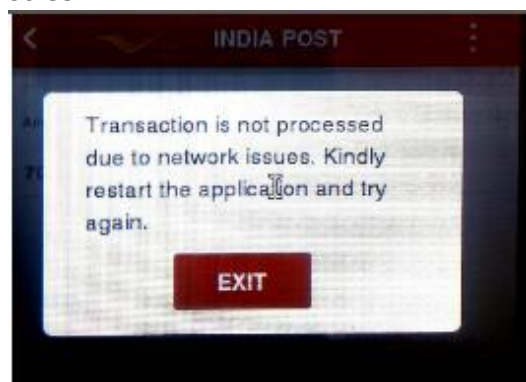 INDIA POST
Transaction is not processed
due to network issues. Kindly
restart the application and try
again.
EXIT